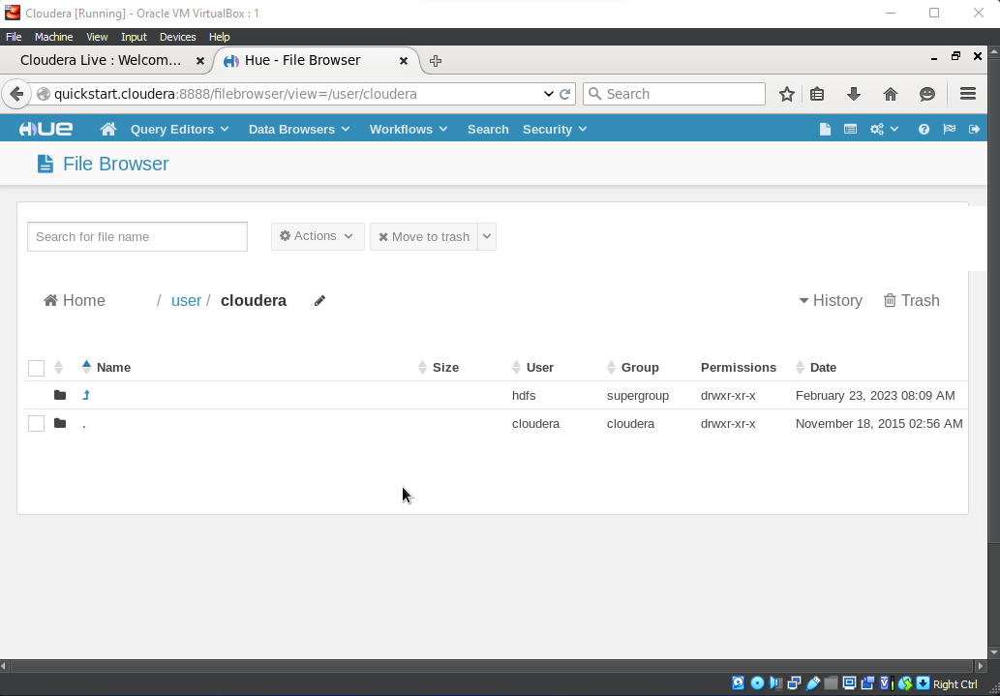 Cloudera [Running] - Oracle VM VirtualBox : 1
File Machine View Input Devices Help
Cloudera Live : Welcom... Hue - File Browser
quickstart.cloudera:8888/filebrowser/view=/user/cloudera Search
HUE Query Editors Data Browsers Workflows Search Security
File Browser
Search for file name Actions Move to trash
Home / user / cloudera History Trash
Name Size User Group Permissions Date
hdfs supergroup drwxr-xr-x February 23, 2023 08:09 AM
. cloudera cloudera drwxr-xr-x November 18, 2015 02:56 AM
Right Ctrl